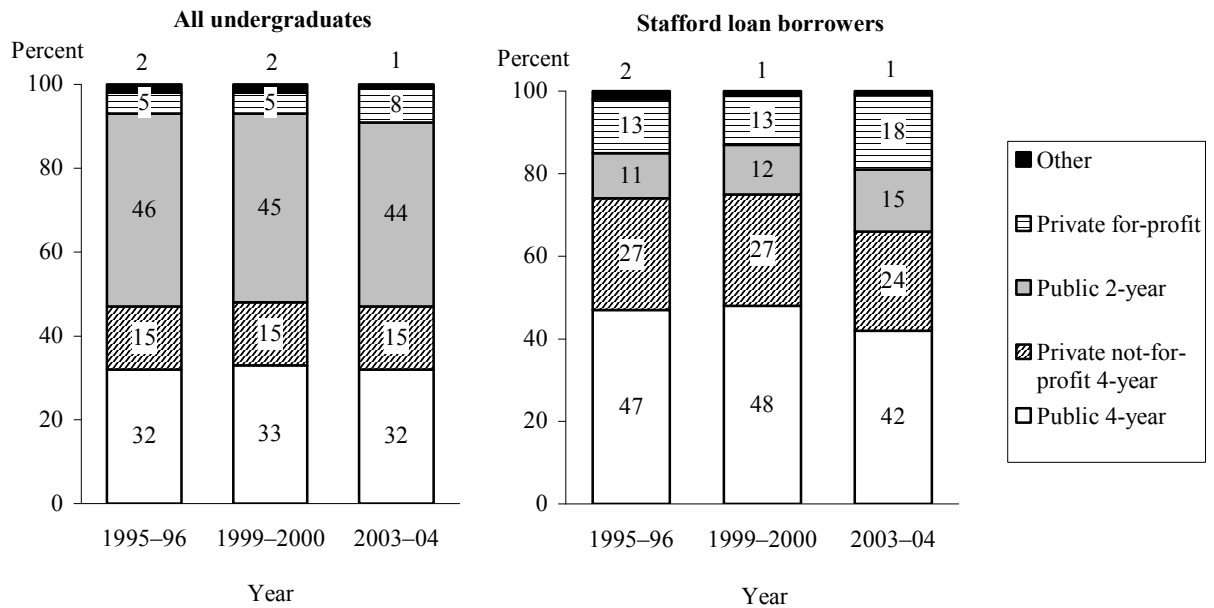 All undergraduates
Percent
2 2 1
100
80
60
40
20
0
5 5 8
46 45 44
15 15 15
32 33 32
1995–96 1999–2000 2003–04
Year
Stafford loan borrowers
Percent
2 1 1
100
80
60
40
20
0
13 13 18
11 12 15
27 27 24
47 48 42
1995–96 1999–2000 2003–04
Year
Other
Private for-profit
Public 2-year
Private not-for-
profit 4-year
Public 4-year